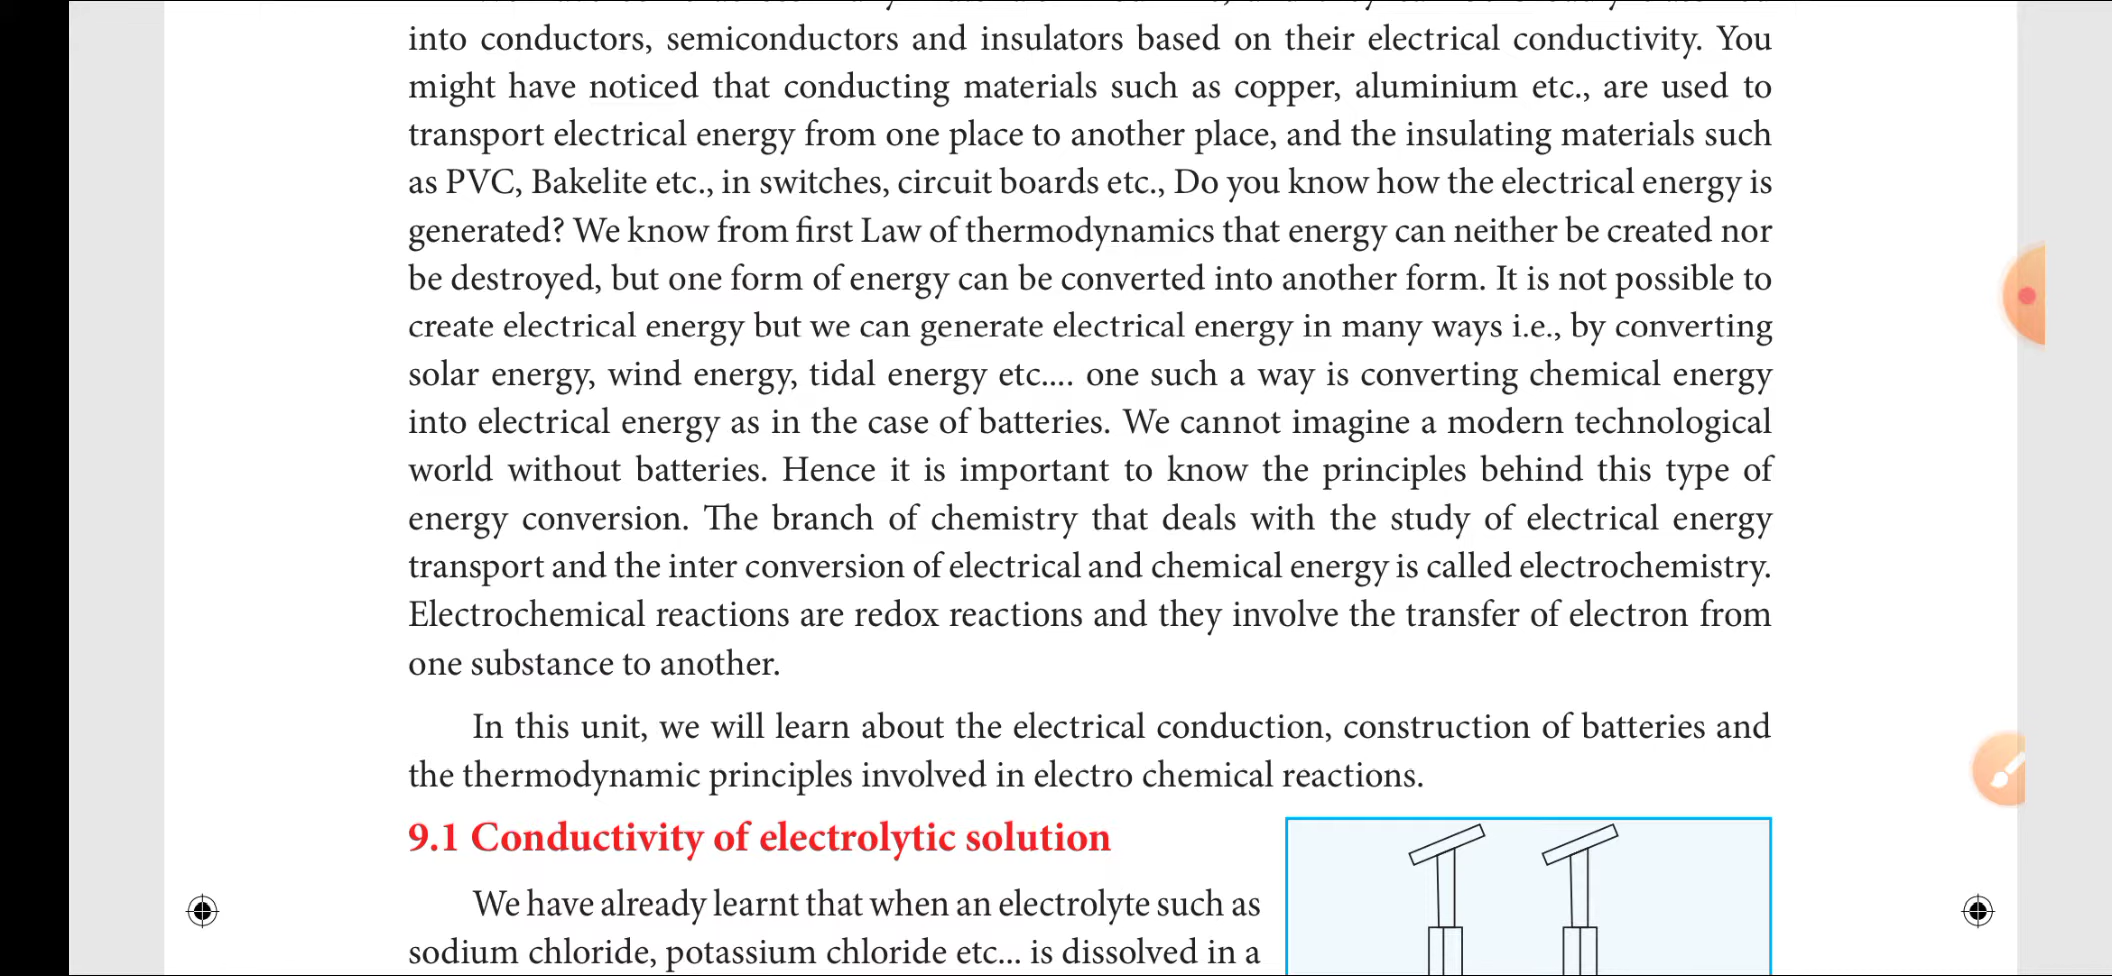 into conductors, semiconductors and insulators based on their electrical conductivity. You
might have noticed that conducting materials such as copper, aluminium etc., are used to
transport electrical energy from one place to another place, and the insulating materials such
as PVC, Bakelite etc., in switches, circuit boards etc., Do you know how the electrical energy is
generated? We know from first Law of thermodynamics that energy can neither be created nor
be destroyed, but one form of energy can be converted into another form. It is not possible to
create electrical energy but we can generate electrical energy in many ways i.e., by converting
solar energy, wind energy, tidal energy etc.... one such a way is converting chemical energy
into electrical energy as in the case of batteries. We cannot imagine a modern technological
world without batteries. Hence it is important to know the principles behind this type of
energy conversion. The branch of chemistry that deals with the study of electrical energy
transport and the inter conversion of electrical and chemical energy is called electrochemistry.
Electrochemical reactions are redox reactions and they involve the transfer of electron from
one substance to another.
In this unit, we will learn about the electrical conduction, construction of batteries and
the thermodynamic principles involved in electro chemical reactions.
9.1 Conductivity of electrolytic solution
We have already learnt that when an electrolyte such as
sodium chloride, potassium chloride etc... is dissolved in a